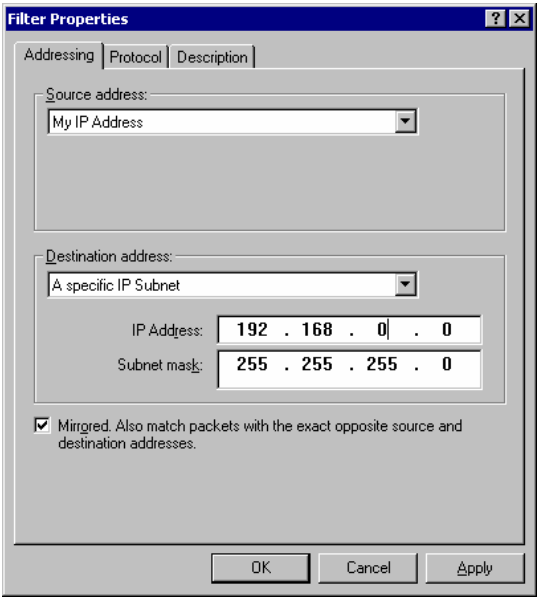 Filter Properties
Addressing Protocol Description
Source address:
My IP Address
Destination address:
A specific IP Subnet
IP Address: 192 . 168 . 0 . 0
Subnet mask: 255 . 255 . 255 . 0
Mirrored. Also match packets with the exact opposite source and
destination addresses.
OK Cancel Apply